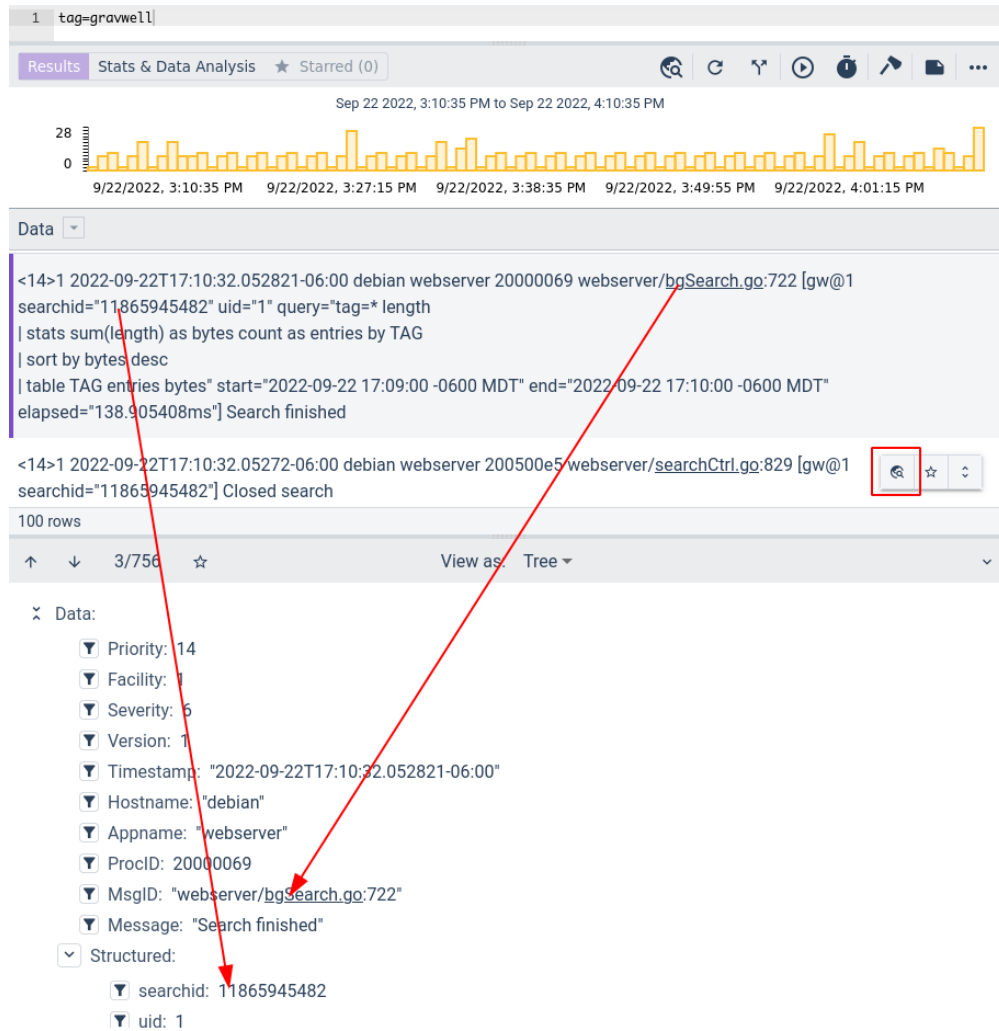 1 tag=gravwell
Results Stats & Data Analysis Starred (0)
Sep 22 2022, 3:10:35 PM to Sep 22 2022, 4:10:35 PM
28
0
9/22/2022, 3:10:35 PM 9/22/2022, 3:27:15 PM 9/22/2022, 3:38:35 PM 9/22/2022, 3:49:55 PM 9/22/2022, 4:01:15 PM
Data
<14>1 2022-09-22T17:10:32.052821-06:00 debian webserver 20000069 webserver/bgSearch.go:722 [gw@1
searchid="11865945482" uid="1" query="tag=* length
| stats sum(length) as bytes count as entries by TAG
| sort by bytes desc
| table TAG entries bytes" start="2022-09-22 17:09:00 -0600 MDT" end="2022-09-22 17:10:00 -0600 MDT"
elapsed="138.905408ms"] Search finished
<14>1 2022-09-22T17:10:32.05272-06:00 debian webserver 200500e5 webserver/searchCtrl.go:829 [gw@1
searchid="11865945482"] Closed search
100 rows
3/756 View as: Tree
Data:
Priority: 14
Facility: 1
Severity: 6
Version: 1
Timestamp: "2022-09-22T17:10:32.052821-06:00"
Hostname: "debian"
Appname: "webserver"
ProcID: 20000069
MsgID: "webserver/bgSearch.go:722"
Message: "Search finished"
Structured:
searchid: 11865945482
uid: 1